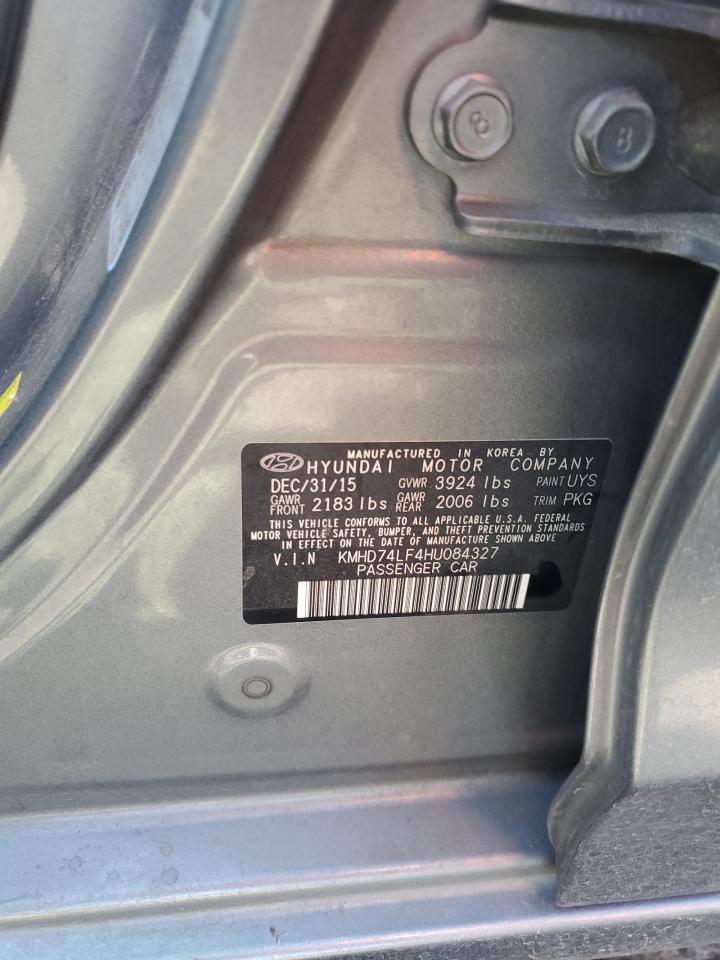 8 8
MANUFACTURED IN KOREA BY
HYUNDAI MOTOR COMPANY
DEC/31/15 GVWR 3924 lbs PAINT UYS
GAWR FRONT 2183 lbs GAWR REAR 2006 lbs TRIM PKG
THIS VEHICLE CONFORMS TO ALL APPLICABLE U.S.A. FEDERAL
MOTOR VEHICLE SAFETY, BUMPER, AND THEFT PREVENTION STANDARDS
IN EFFECT ON THE DATE OF MANUFACTURE SHOWN ABOVE
V.I.N KMHD74LF4HU084327
PASSENGER CAR